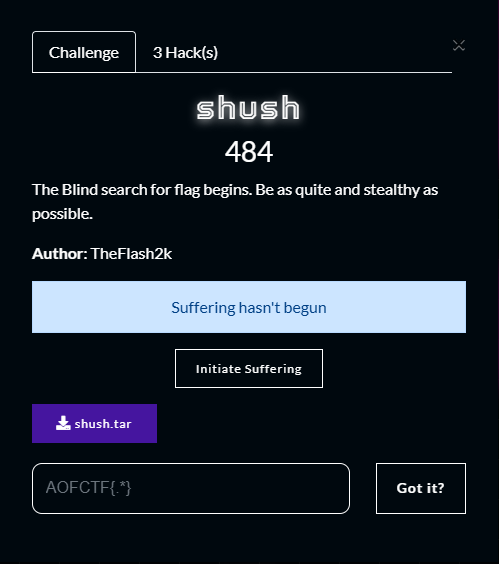 Challenge
3 Hack(s)
shush
484
The Blind search for flag begins. Be as quite and stealthy as
possible.
Author: TheFlash2k
Suffering hasn't begun
Initiate Suffering
shush.tar
AOFCTF{.*}
Got it?